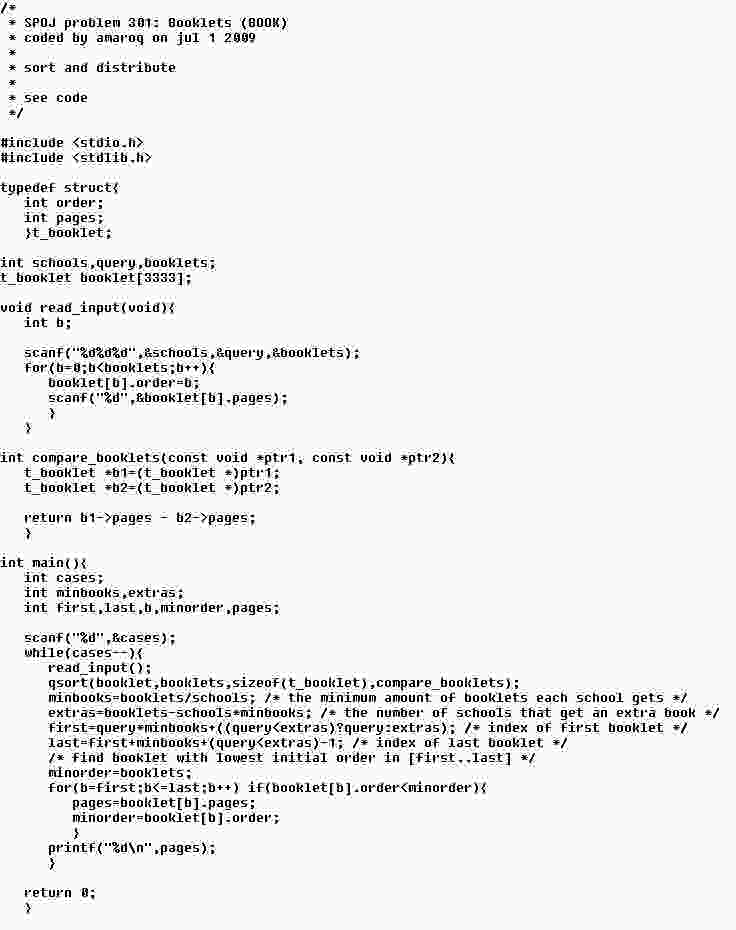 /*
 * SPOJ problem 301: Booklets (BOOK)
 * coded by amaroq on jul 1 2009
 *
 * sort and distribute
 *
 * see code
 */

#include <stdio.h>
#include <stdlib.h>

typedef struct{
   int order;
   int pages;
   }t_booklet;

int schools,query,booklets;
t_booklet booklet[3333];

void read_input(void){
   int b;

   scanf("%d%d%d",&schools,&query,&booklets);
   for(b=0;b<booklets;b++){
      booklet[b].order=b;
      scanf("%d",&booklet[b].pages);
      }
   }

int compare_booklets(const void *ptr1, const void *ptr2){
   t_booklet *b1=(t_booklet *)ptr1;
   t_booklet *b2=(t_booklet *)ptr2;

   return b1->pages - b2->pages;
   }

int main(){
   int cases;
   int minbooks,extras;
   int first,last,b,minorder,pages;

   scanf("%d",&cases);
   while(cases--){
      read_input();
      qsort(booklet,booklets,sizeof(t_booklet),compare_booklets);
      minbooks=booklets/schools; /* the minimum amount of booklets each school gets */
      extras=booklets-schools*minbooks; /* the number of schools that get an extra book */
      first=query*minbooks+((query<extras)?query:extras); /* index of first booklet */
      last=first+minbooks+(query<extras)-1; /* index of last booklet */
      /* find booklet with lowest initial order in [first..last] */
      minorder=booklets;
      for(b=first;b<=last;b++) if(booklet[b].order<minorder){
         pages=booklet[b].pages;
         minorder=booklet[b].order;
         }
      printf("%d\n",pages);
      }

   return 0;
   }